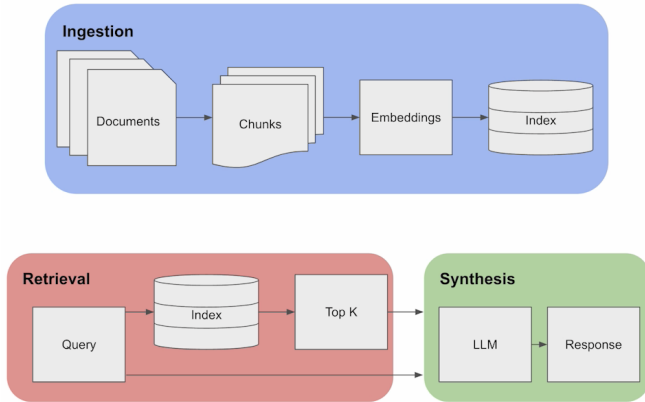 Ingestion
Documents
Chunks
Embeddings
Index
Retrieval
Query
Index
Top K
Synthesis
LLM
Response